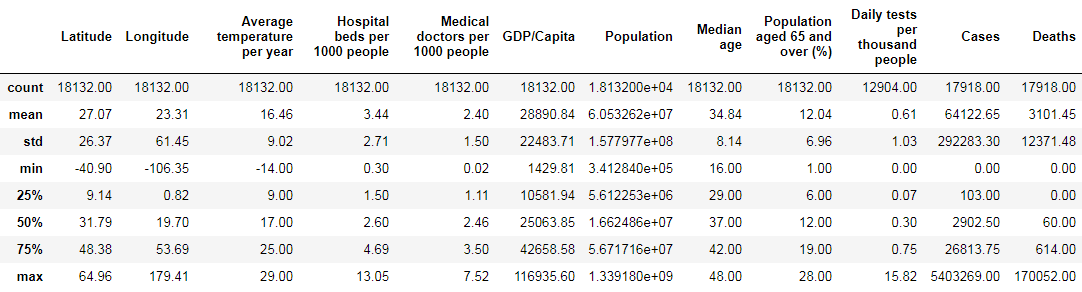 Latitude Longitude Average temperature per year Hospital beds per 1000 people Medical doctors per 1000 people GDP/Capita Population Median age Population aged 65 and over (%) Daily tests per thousand people Cases Deaths
count 18132.00 18132.00 18132.00 18132.00 18132.00 18132.00 1.813200e+04 18132.00 18132.00 12904.00 17918.00 17918.00
mean 27.07 23.31 16.46 3.44 2.40 28890.84 6.053262e+07 34.84 12.04 0.61 64122.65 3101.45
std 26.37 61.45 9.02 2.71 1.50 22483.71 1.577977e+08 8.14 6.96 1.03 292283.30 12371.48
min -40.90 -106.35 -14.00 0.30 0.02 1429.81 3.412840e+05 16.00 1.00 0.00 0.00 0.00
25% 9.14 0.82 9.00 1.50 1.11 10581.94 5.612253e+06 29.00 6.00 0.07 103.00 0.00
50% 31.79 19.70 17.00 2.60 2.46 25063.85 1.662486e+07 37.00 12.00 0.30 2902.50 60.00
75% 48.38 53.69 25.00 4.69 3.50 42658.58 5.671716e+07 42.00 19.00 0.75 26813.75 614.00
max 64.96 179.41 29.00 13.05 7.52 116935.60 1.339180e+09 48.00 28.00 15.82 5403269.00 170052.00